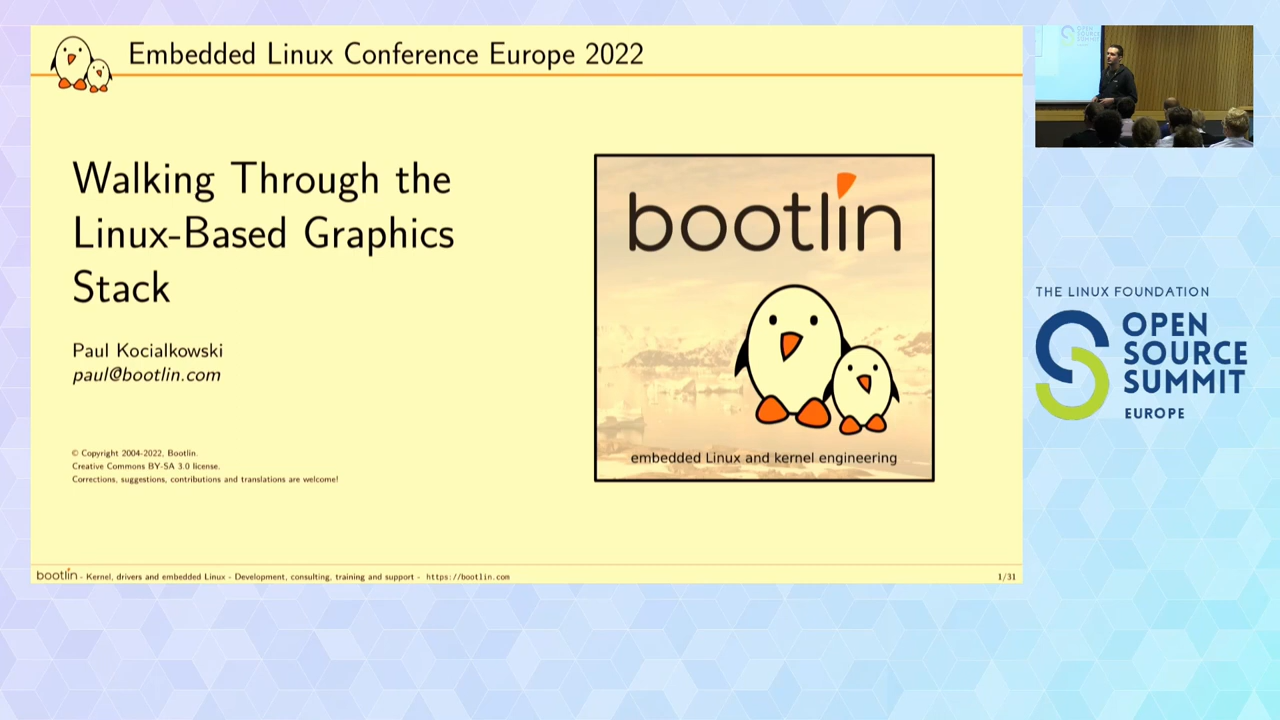 Embedded Linux Conference Europe 2022
Walking Through the
Linux-Based Graphics
Stack
Paul Kocialkowski
paul@bootlin.com
© Copyright 2004-2022, Bootlin.
Creative Commons BY-SA 3.0 license.
Corrections, suggestions, contributions and translations are welcome!
bootlin
embedded Linux and kernel engineering
bootlin - Kernel, drivers and embedded Linux - Development, consulting, training and support - https://bootlin.com
1/31
OPEN
SOURCE
THE LINUX FOUNDATION
OPEN
SOURCE
SUMMIT
EUROPE